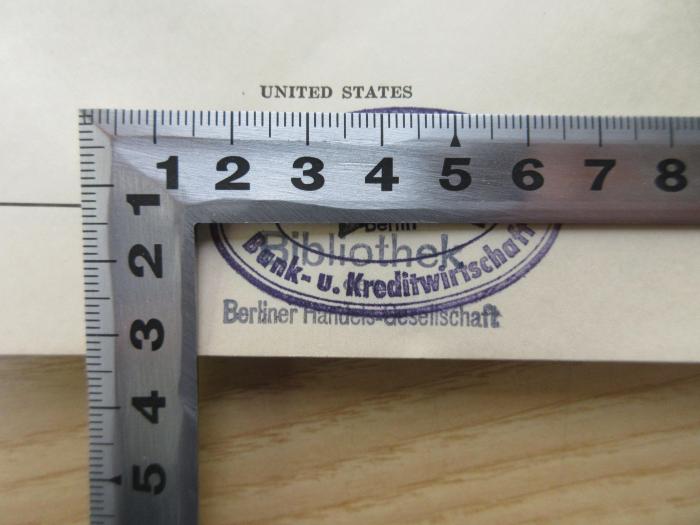 UNITED STATES
1 2 3 4 5 6 7 8
1
2
3
4
5
Berlin
Bibliothek
Bank- u. Kreditwirtschaft
Berliner Handels-Gesellschaft